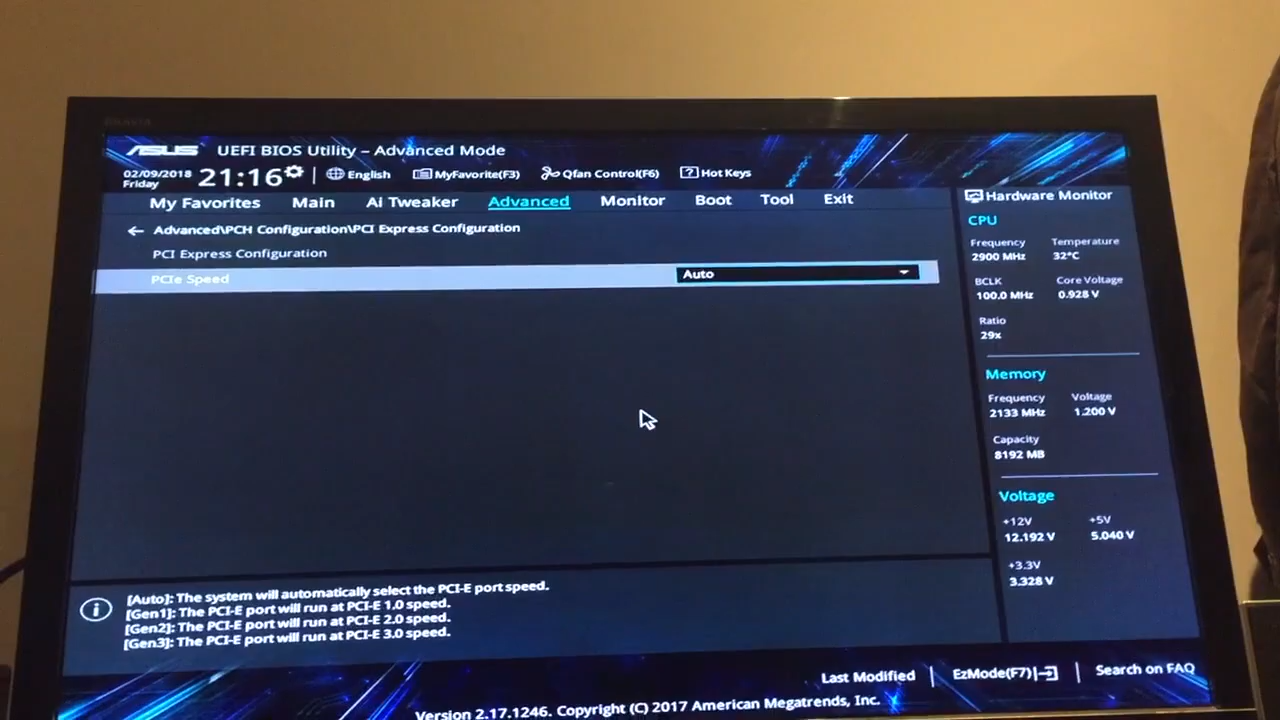 BRAVIA
ASUS UEFI BIOS Utility – Advanced Mode
02/09/2018
Friday
21:16
English
MyFavorite(F3)
Qfan Control(F6)
? Hot Keys
My Favorites Main Ai Tweaker Advanced Monitor Boot Tool Exit
Advanced\PCH Configuration\PCI Express Configuration
PCI Express Configuration
PCIe Speed Auto
Hardware Monitor
CPU
Frequency Temperature
2900 MHz 32°C
BCLK Core Voltage
100.0 MHz 0.928 V
Ratio
29x
Memory
Frequency Voltage
2133 MHz 1.200 V
Capacity
8192 MB
Voltage
+12V +5V
12.192 V 5.040 V
+3.3V
3.328 V
[Auto]: The system will automatically select the PCI-E port speed.
[Gen1]: The PCI-E port will run at PCI-E 1.0 speed.
[Gen2]: The PCI-E port will run at PCI-E 2.0 speed.
[Gen3]: The PCI-E port will run at PCI-E 3.0 speed.
Last Modified EzMode(F7) Search on FAQ
Version 2.17.1246. Copyright (C) 2017 American Megatrends, Inc.